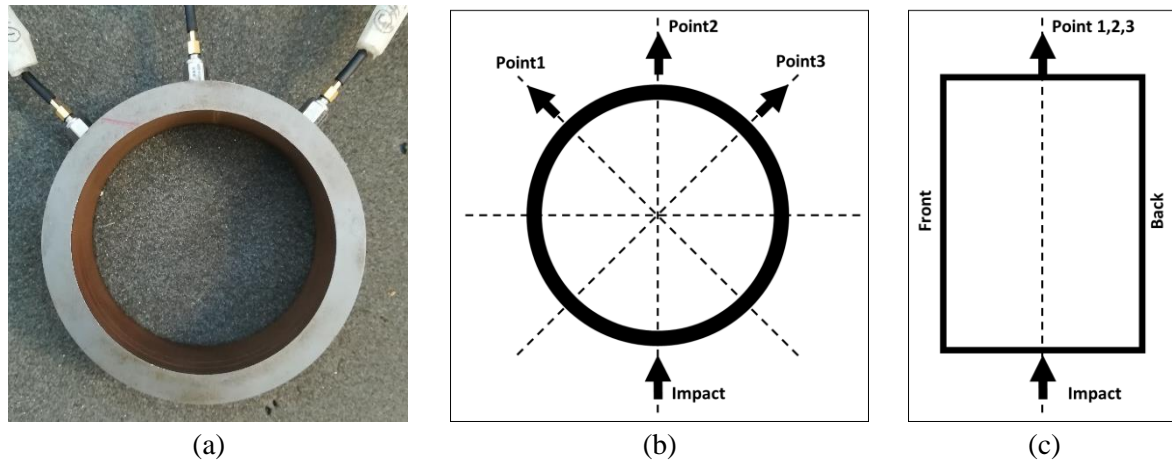 Point2
Point1
Point3
Impact
Point 1,2,3
Front
Back
Impact
(a)
(b)
(c)